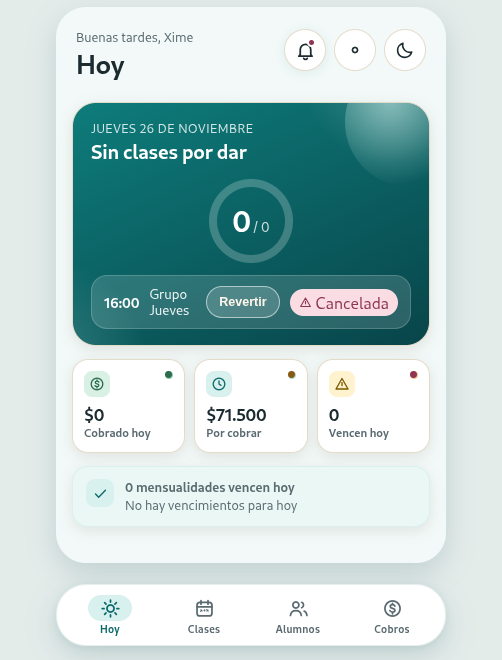 Buenas tardes, Xime
Hoy
JUEVES 26 DE NOVIEMBRE
Sin clases por dar
0 / 0
16:00 Grupo Jueves Revertir Cancelada
$0
Cobrado hoy
$71.500
Por cobrar
0
Vencen hoy
0 mensualidades vencen hoy
No hay vencimientos para hoy
Hoy Clases Alumnos Cobros